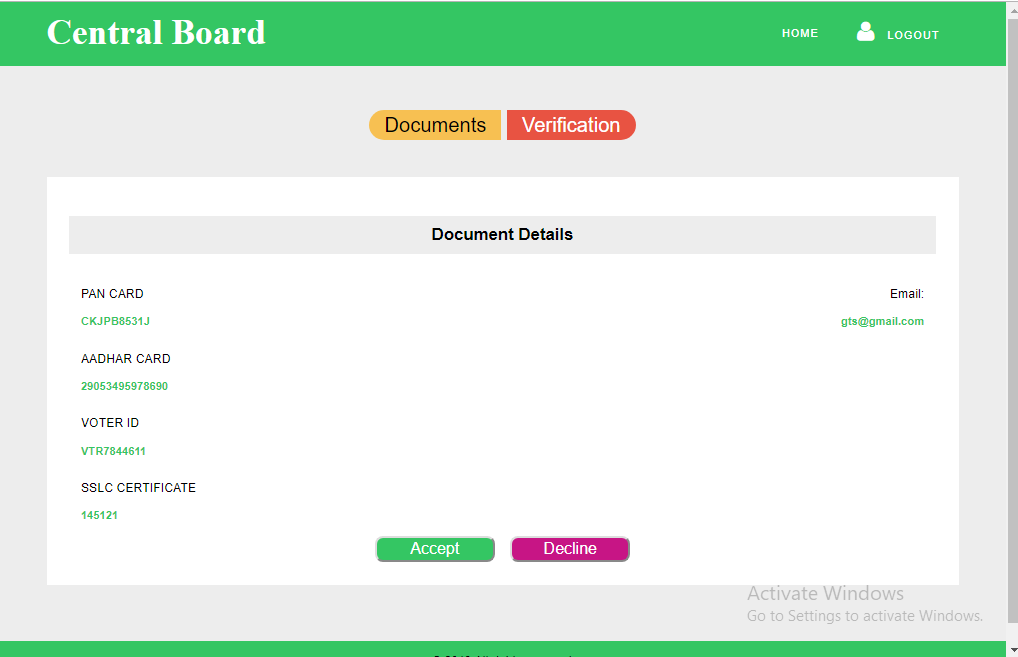 Central Board
HOME
LOGOUT
Documents
Verification
Document Details
PAN CARD
Email:
CKJPB8531J
gts@gmail.com
AADHAR CARD
29053495978690
VOTER ID
VTR7844611
SSLC CERTIFICATE
145121
Accept
Decline
Activate Windows
Go to Settings to activate Windows.